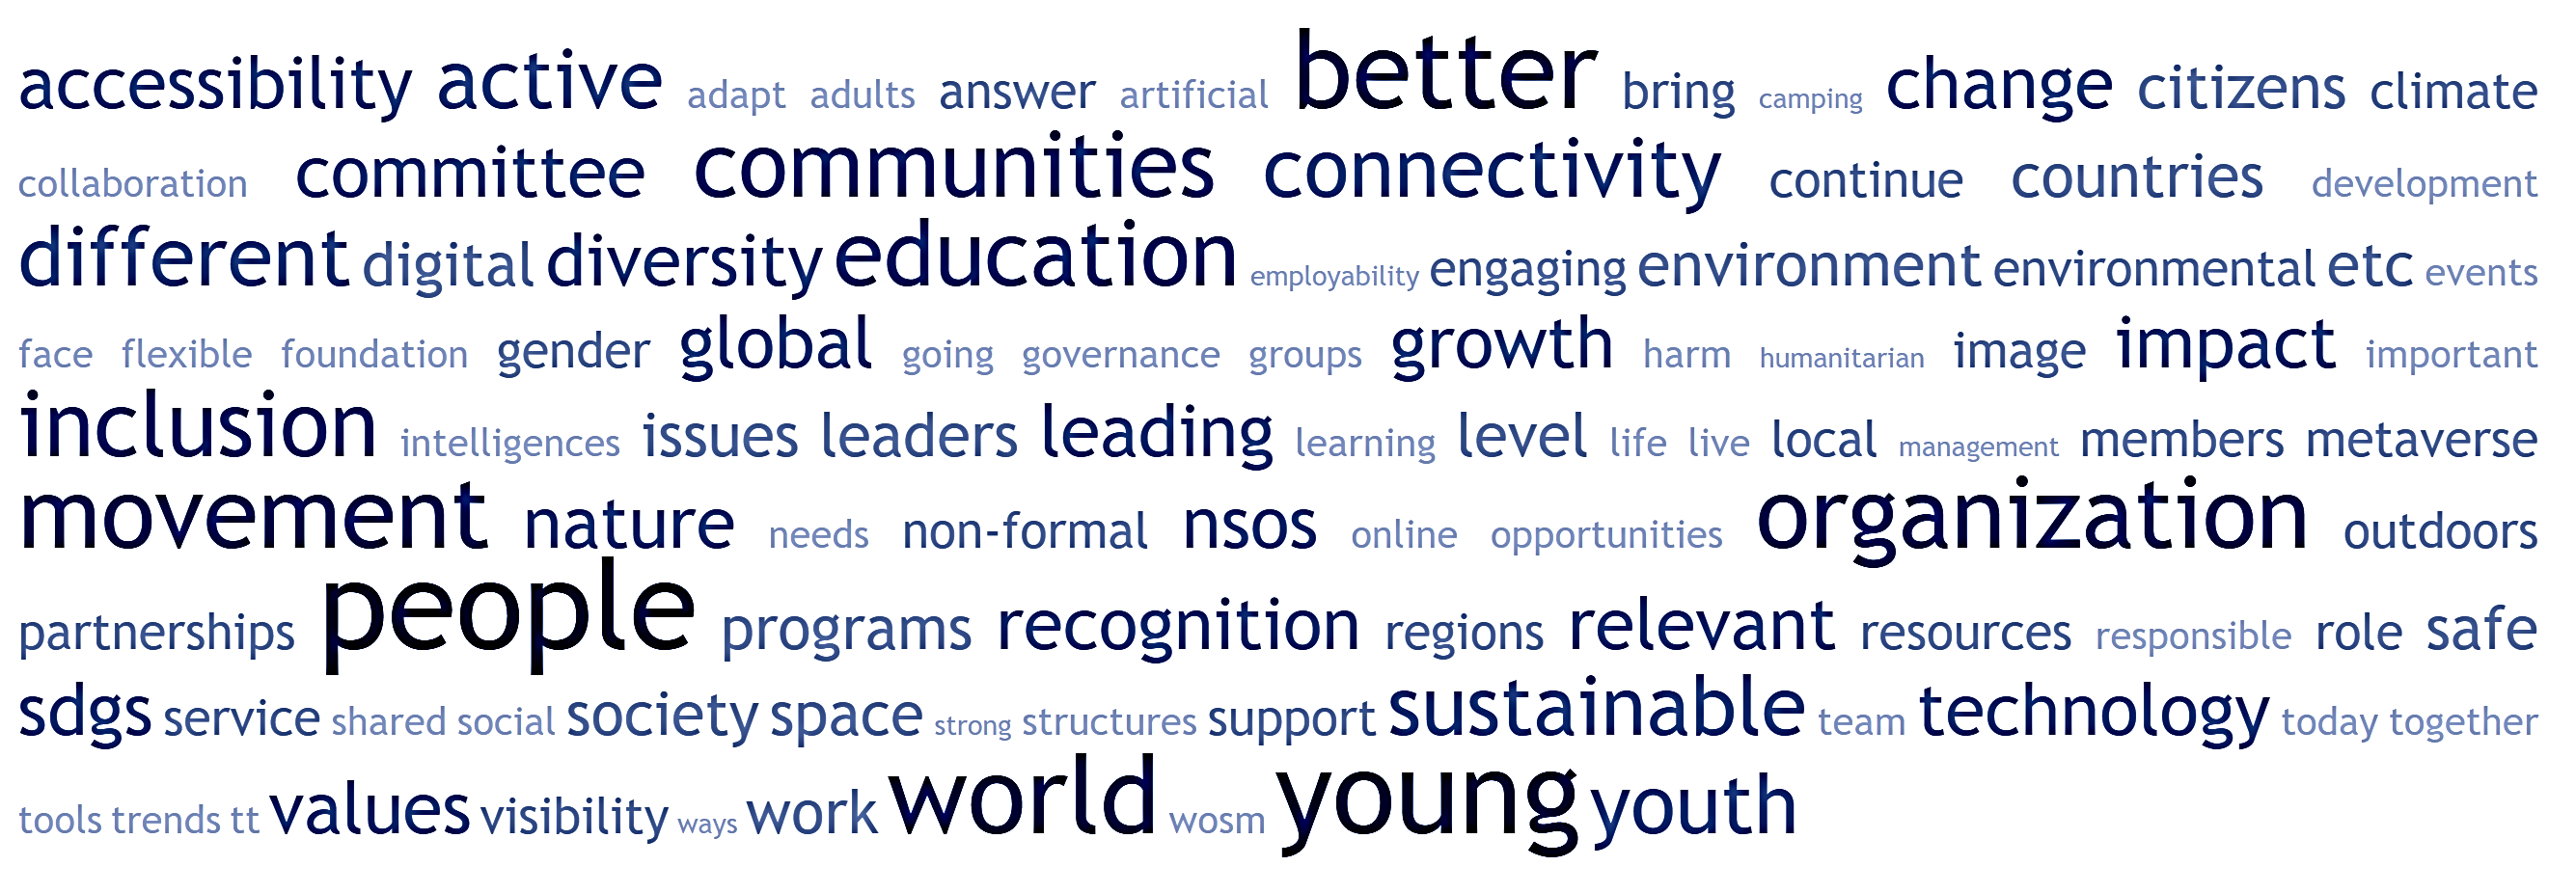 accessibility active adapt adults answer artificial better bring camping change citizens climate
collaboration committee communities connectivity continue countries development
different digital diversity education employability engaging environment environmental etc events
face flexible foundation gender global going governance groups growth harm humanitarian image impact important
inclusion intelligences issues leaders leading learning level life live local management members metaverse
movement nature needs non-formal nsos online opportunities organization outdoors
partnerships people programs recognition regions relevant resources responsible role safe
sdgs service shared social society space strong structures support sustainable team technology today together
tools trends tt values visibility ways work world wosm young youth